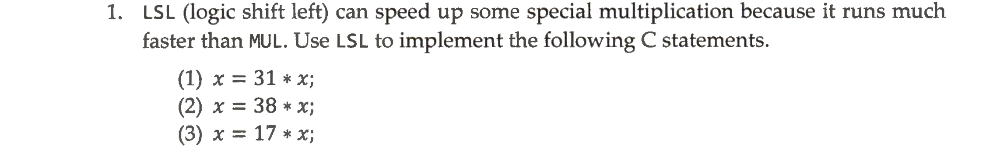 1. LSL (logic shift left) can speed up some special multiplication because it runs much
faster than MUL. Use LSL to implement the following C statements.
(1) x = 31 * x;
(2) x = 38 * x;
(3) x = 17 * x;